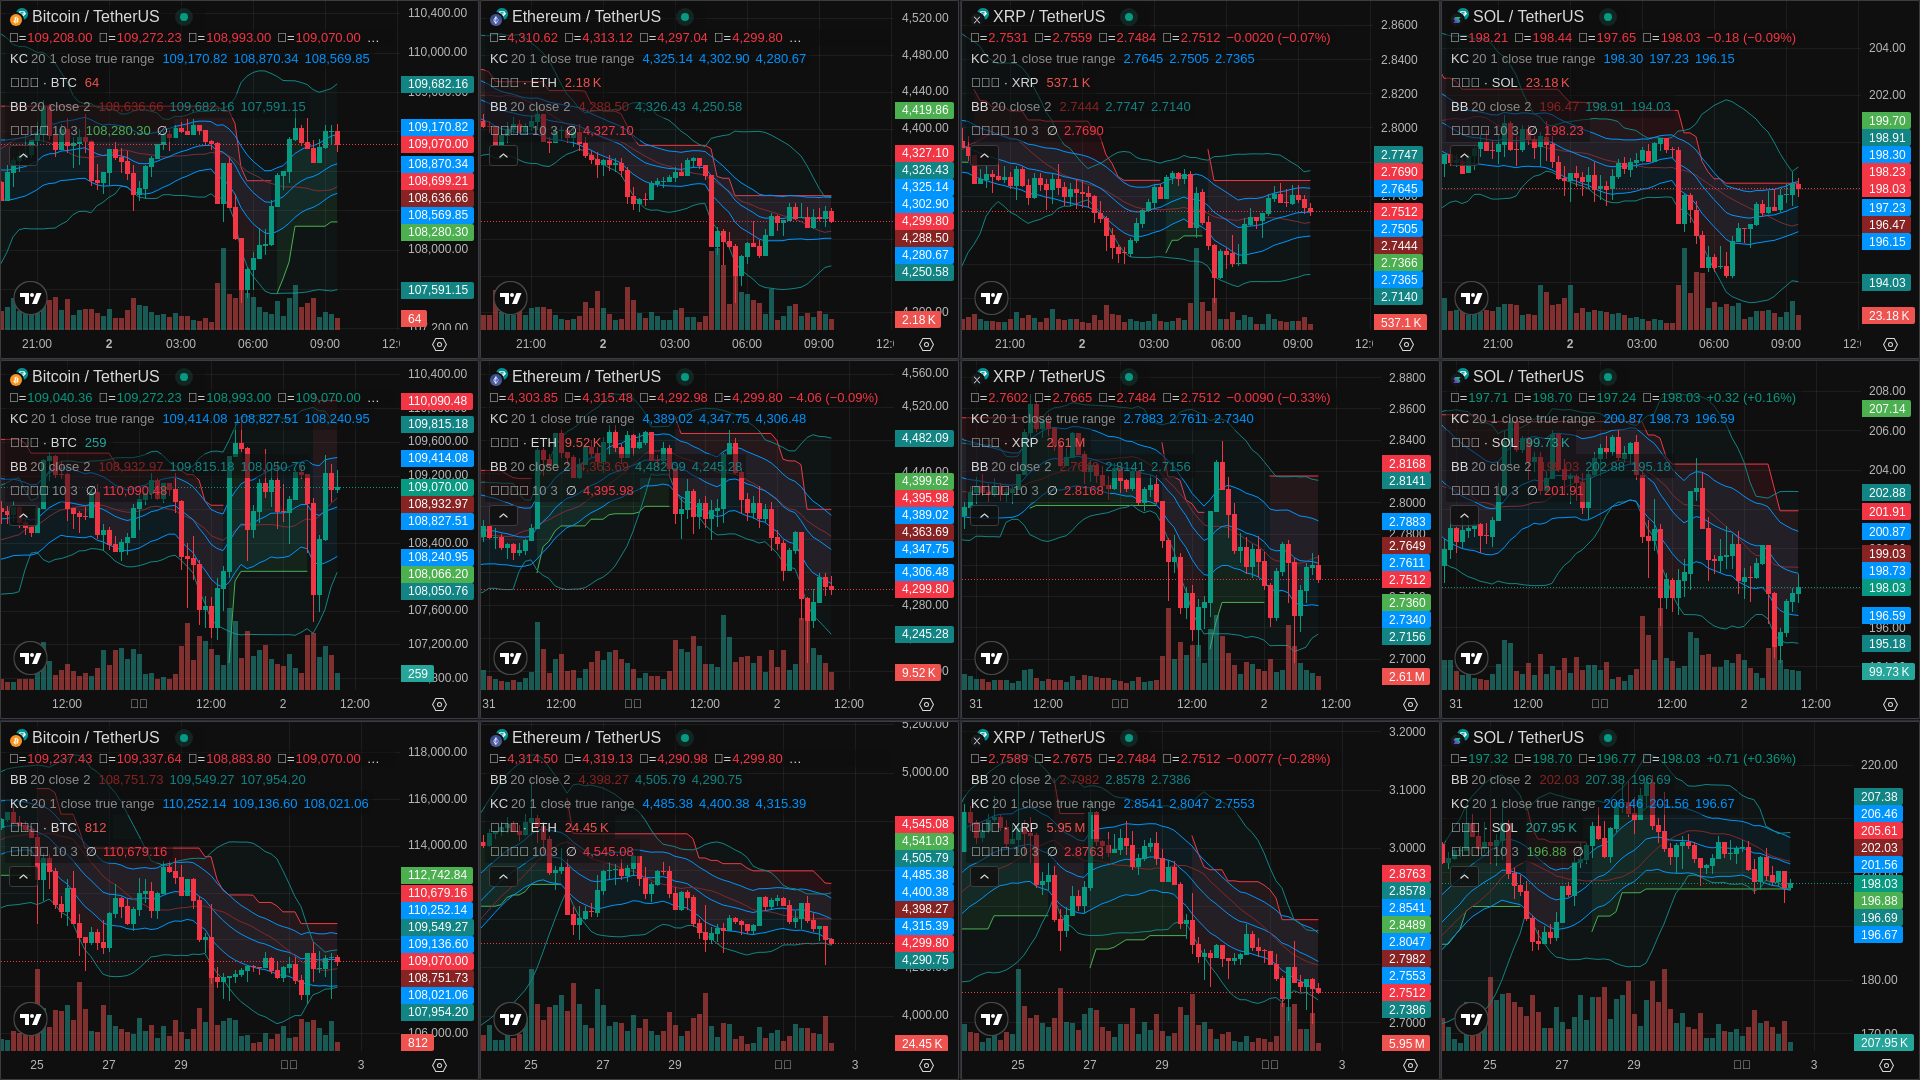 Bitcoin / TetherUS
□=109,208.00 □=109,272.23 □=108,993.00 □=109,070.00 ...
KC 20 1 close true range 109,170.82 108,870.34 108,569.85
□□□ · BTC 64
BB 20 close 2 108,636.66 109,682.16 107,591.15
□□□□ 10 3 108,280.30 ∅
110,400.00
110,000.00
109,682.16
109,170.82
109,070.00
108,870.34
108,699.21
108,636.66
108,569.85
108,280.30
108,000.00
107,591.15
64
21:00 2 03:00 06:00 09:00
Ethereum / TetherUS
□=4,310.62 □=4,313.12 □=4,297.04 □=4,299.80 ...
KC 20 1 close true range 4,325.14 4,302.90 4,280.67
□□□ · ETH 2.18 K
BB 20 close 2 4,288.50 4,326.43 4,250.58
□□□□ 10 3 ∅ 4,327.10
4,520.00
4,480.00
4,440.00
4,419.86
4,400.00
4,327.10
4,326.43
4,325.14
4,302.90
4,299.80
4,288.50
4,280.67
4,250.58
2.18 K
21:00 2 03:00 06:00 09:00
XRP / TetherUS
□=2.7531 □=2.7559 □=2.7484 □=2.7512 −0.0020 (−0.07%)
KC 20 1 close true range 2.7645 2.7505 2.7365
□□□ · XRP 537.1 K
BB 20 close 2 2.7444 2.7747 2.7140
□□□□ 10 3 ∅ 2.7690
2.8600
2.8400
2.8200
2.8000
2.7747
2.7690
2.7645
2.7512
2.7505
2.7444
2.7366
2.7365
2.7140
537.1 K
21:00 2 03:00 06:00 09:00
SOL / TetherUS
□=198.21 □=198.44 □=197.65 □=198.03 −0.18 (−0.09%)
KC 20 1 close true range 198.30 197.23 196.15
□□□ · SOL 23.18 K
BB 20 close 2 196.47 198.91 194.03
□□□□ 10 3 ∅ 198.23
204.00
202.00
199.70
198.91
198.30
198.23
198.03
197.23
196.47
196.15
194.03
23.18 K
21:00 2 03:00 06:00 09:00
Bitcoin / TetherUS
□=109,040.36 □=109,272.23 □=108,993.00 □=109,070.00 ...
KC 20 1 close true range 109,414.08 108,827.51 108,240.95
□□□ · BTC 259
BB 20 close 2 108,932.97 109,815.18 108,050.76
□□□□ 10 3 ∅ 110,090.48
110,400.00
110,090.48
109,815.18
109,600.00
109,414.08
109,200.00
109,070.00
108,932.97
108,827.51
108,400.00
108,240.95
108,066.20
108,050.76
107,600.00
107,200.00
259
12:00 □□ 12:00 2 12:00
Ethereum / TetherUS
□=4,303.85 □=4,315.48 □=4,292.98 □=4,299.80 −4.06 (−0.09%)
KC 20 1 close true range 4,389.02 4,347.75 4,306.48
□□□ · ETH 9.52 K
BB 20 close 2 4,363.69 4,482.09 4,245.28
□□□□ 10 3 ∅ 4,395.98
4,560.00
4,520.00
4,482.09
4,440.00
4,399.62
4,395.98
4,389.02
4,363.69
4,347.75
4,306.48
4,299.80
4,280.00
4,245.28
9.52 K
31 12:00 □□ 12:00 2 12:00
XRP / TetherUS
□=2.7602 □=2.7665 □=2.7484 □=2.7512 −0.0090 (−0.33%)
KC 20 1 close true range 2.7883 2.7611 2.7340
□□□ · XRP 2.61 M
BB 20 close 2 2.7649 2.8141 2.7156
□□□□ 10 3 ∅ 2.8168
2.8800
2.8600
2.8400
2.8168
2.8141
2.8000
2.7883
2.7800
2.7649
2.7611
2.7512
2.7360
2.7340
2.7156
2.7000
2.61 M
31 12:00 □□ 12:00 2 12:00
SOL / TetherUS
□=197.71 □=198.70 □=197.24 □=198.03 +0.32 (+0.16%)
KC 20 1 close true range 200.87 198.73 196.59
□□□ · SOL 99.73 K
BB 20 close 2 199.03 202.88 195.18
□□□□ 10 3 ∅ 201.91
208.00
207.14
206.00
204.00
202.88
201.91
200.87
199.03
198.73
198.03
196.59
196.00
195.18
99.73 K
31 12:00 □□ 12:00 2 12:00
Bitcoin / TetherUS
□=109,237.43 □=109,337.64 □=108,883.80 □=109,070.00 ...
BB 20 close 2 108,751.73 109,549.27 107,954.20
KC 20 1 close true range 110,252.14 109,136.60 108,021.06
□□□ · BTC 812
□□□□ 10 3 ∅ 110,679.16
118,000.00
116,000.00
114,000.00
112,742.84
110,679.16
110,252.14
109,549.27
109,136.60
109,070.00
108,751.73
108,021.06
107,954.20
106,000.00
812
25 27 29 □□ 3
Ethereum / TetherUS
□=4,314.50 □=4,319.13 □=4,290.98 □=4,299.80 ...
BB 20 close 2 4,398.27 4,505.79 4,290.75
KC 20 1 close true range 4,485.38 4,400.38 4,315.39
□□□ · ETH 24.45 K
□□□□ 10 3 ∅ 4,545.08
5,200.00
5,000.00
4,545.08
4,541.03
4,505.79
4,485.38
4,400.38
4,398.27
4,315.39
4,299.80
4,290.75
4,000.00
24.45 K
25 27 29 □□ 3
XRP / TetherUS
□=2.7589 □=2.7675 □=2.7484 □=2.7512 −0.0077 (−0.28%)
BB 20 close 2 2.7982 2.8578 2.7386
KC 20 1 close true range 2.8541 2.8047 2.7553
□□□ · XRP 5.95 M
□□□□ 10 3 ∅ 2.8763
3.2000
3.1000
3.0000
2.8763
2.8578
2.8541
2.8489
2.8047
2.7982
2.7553
2.7512
2.7386
2.7000
5.95 M
25 27 29 □□ 3
SOL / TetherUS
□=197.32 □=198.70 □=196.77 □=198.03 +0.71 (+0.36%)
BB 20 close 2 202.03 207.38 196.69
KC 20 1 close true range 206.46 201.56 196.67
□□□ · SOL 207.95 K
□□□□ 10 3 196.88 ∅
220.00
207.38
206.46
205.61
202.03
201.56
198.03
196.88
196.69
196.67
180.00
170.00
207.95 K
25 27 29 □□ 3